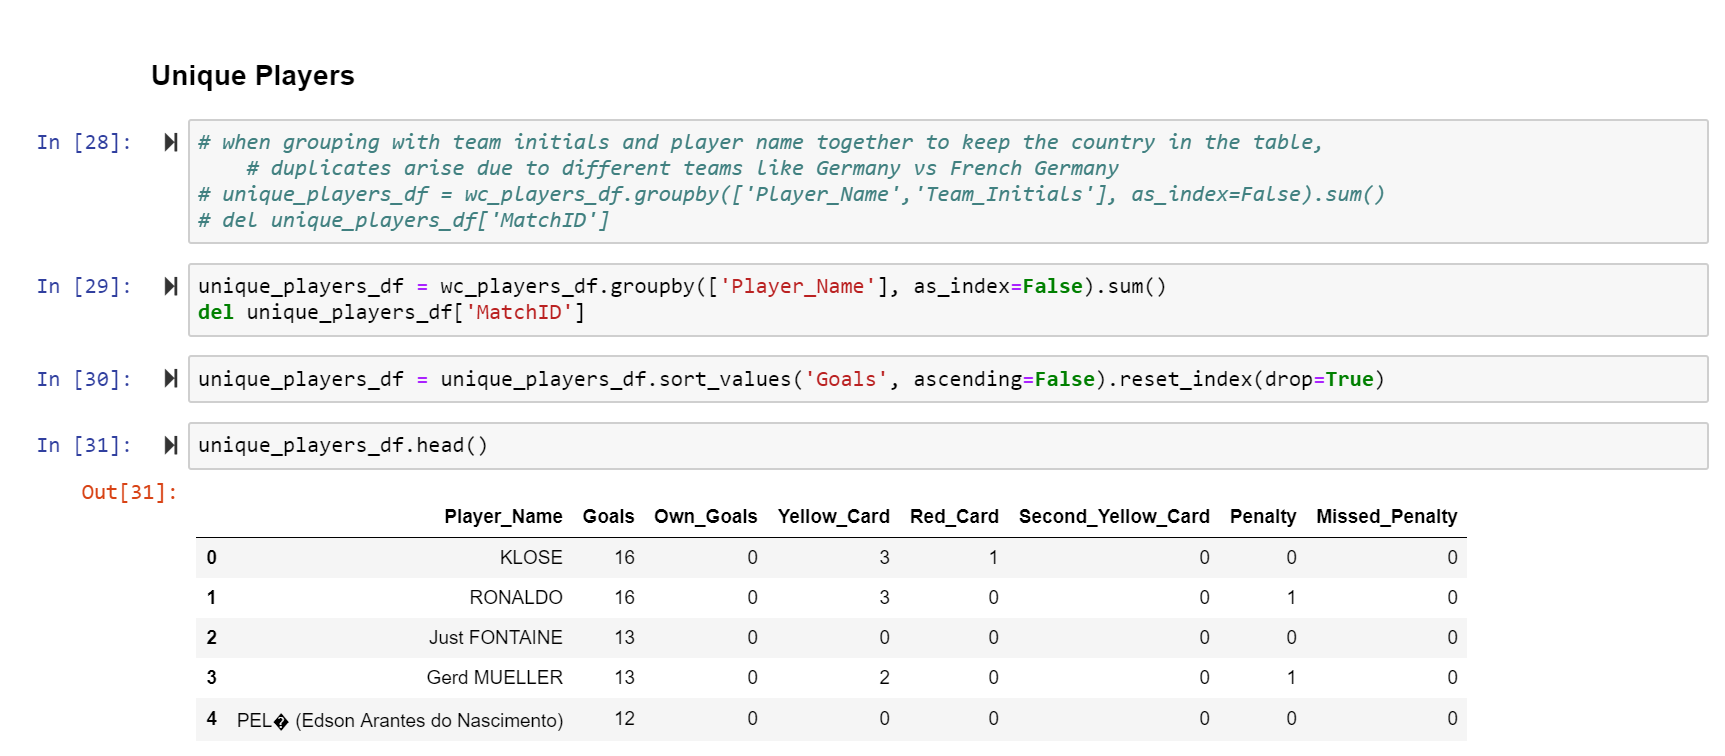 Unique Players
In [28]:
# when grouping with team initials and player name together to keep the country in the table,
    # duplicates arise due to different teams like Germany vs French Germany
# unique_players_df = wc_players_df.groupby(['Player_Name','Team_Initials'], as_index=False).sum()
# del unique_players_df['MatchID']
In [29]:
unique_players_df = wc_players_df.groupby(['Player_Name'], as_index=False).sum()
del unique_players_df['MatchID']
In [30]:
unique_players_df = unique_players_df.sort_values('Goals', ascending=False).reset_index(drop=True)
In [31]:
unique_players_df.head()
Out[31]:
Player_Name Goals Own_Goals Yellow_Card Red_Card Second_Yellow_Card Penalty Missed_Penalty
0 KLOSE 16 0 3 1 0 0 0
1 RONALDO 16 0 3 0 0 1 0
2 Just FONTAINE 13 0 0 0 0 0 0
3 Gerd MUELLER 13 0 2 0 0 1 0
4 PEL� (Edson Arantes do Nascimento) 12 0 0 0 0 0 0